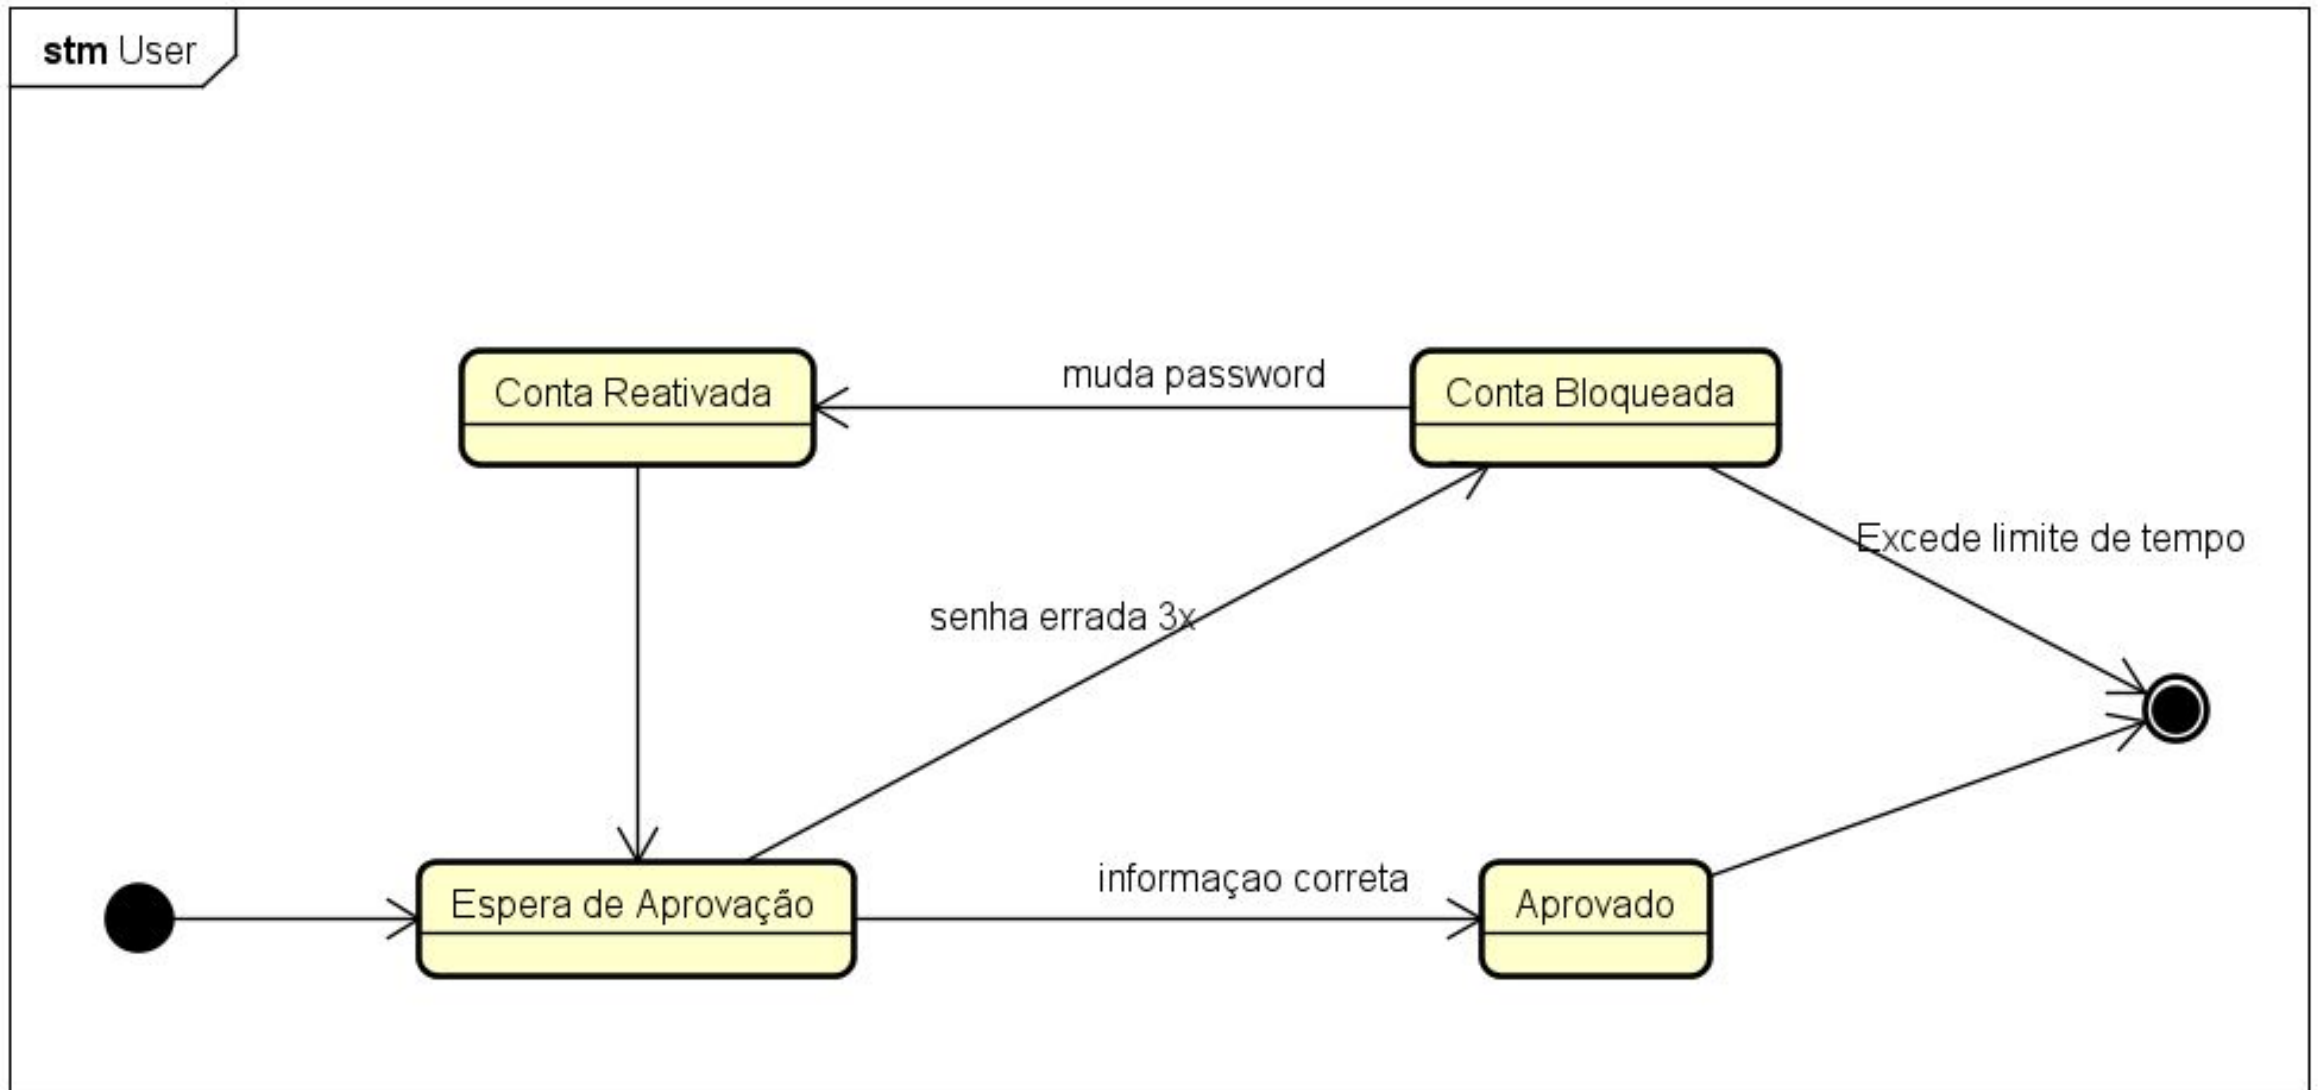 stm User
Conta Reativada
muda password
Conta Bloqueada
Excede limite de tempo
senha errada 3x
Espera de Aprovação
informaçao correta
Aprovado